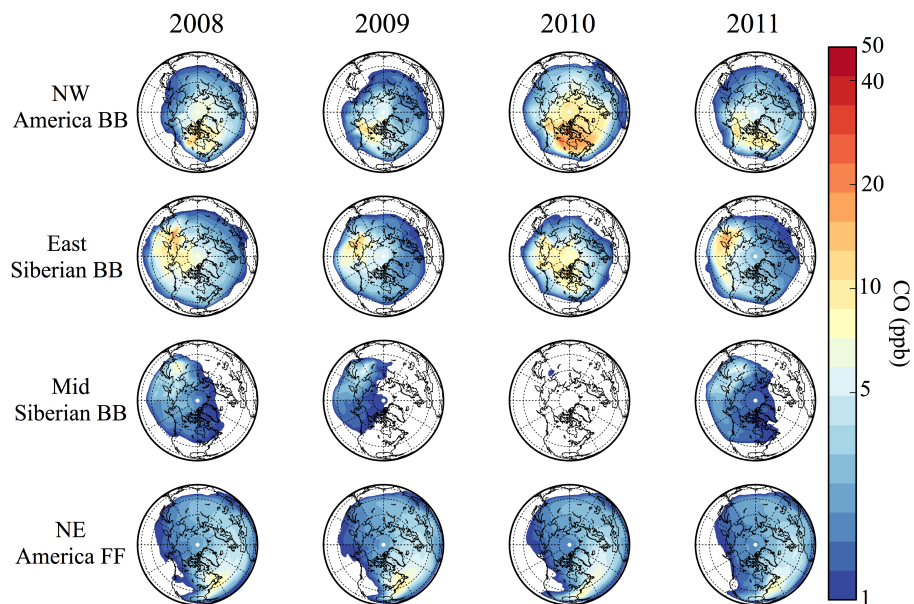 2008 2009 2010 2011
NW
America BB
East
Siberian BB
Mid
Siberian BB
NE
America FF
50
40
20
10
5
1
CO (ppb)